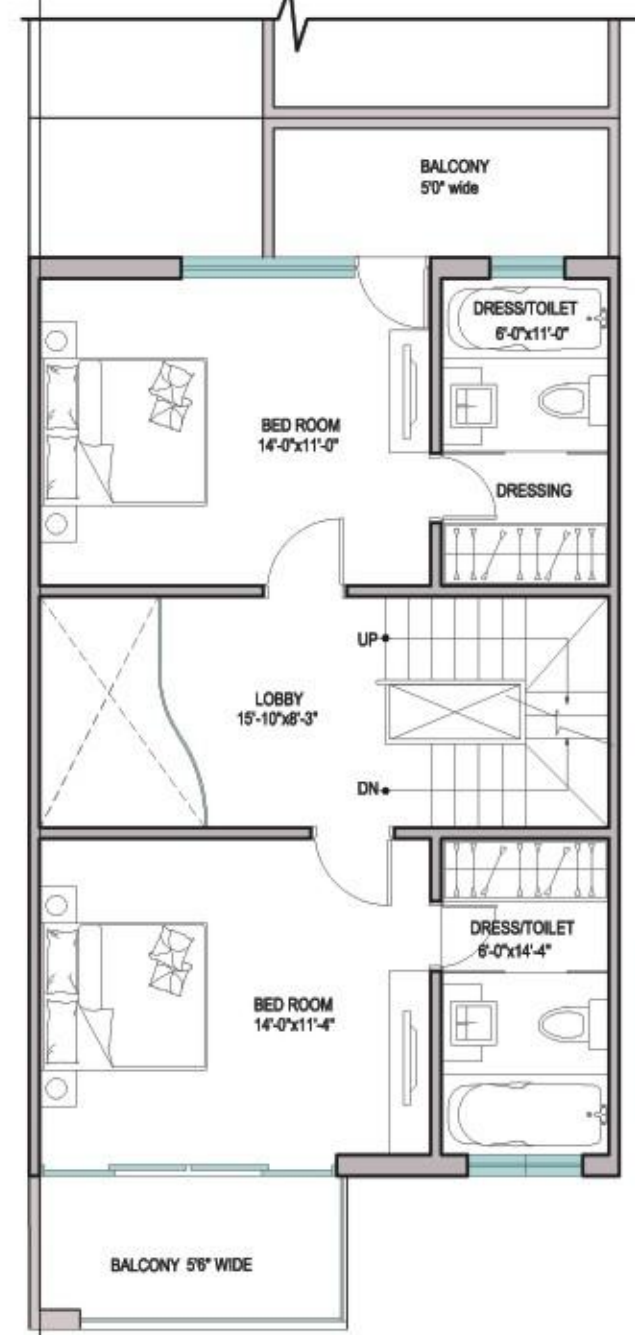 BALCONY
5'0" wide
DRESS/TOILET
6'-0"x11'-0"
BED ROOM
14'-0"x11'-0"
DRESSING
UP
LOBBY
15'-10"x8'-3"
DN
DRESS/TOILET
6'-0"x14'-4"
BED ROOM
14'-0"x11'-4"
BALCONY 5'6" WIDE